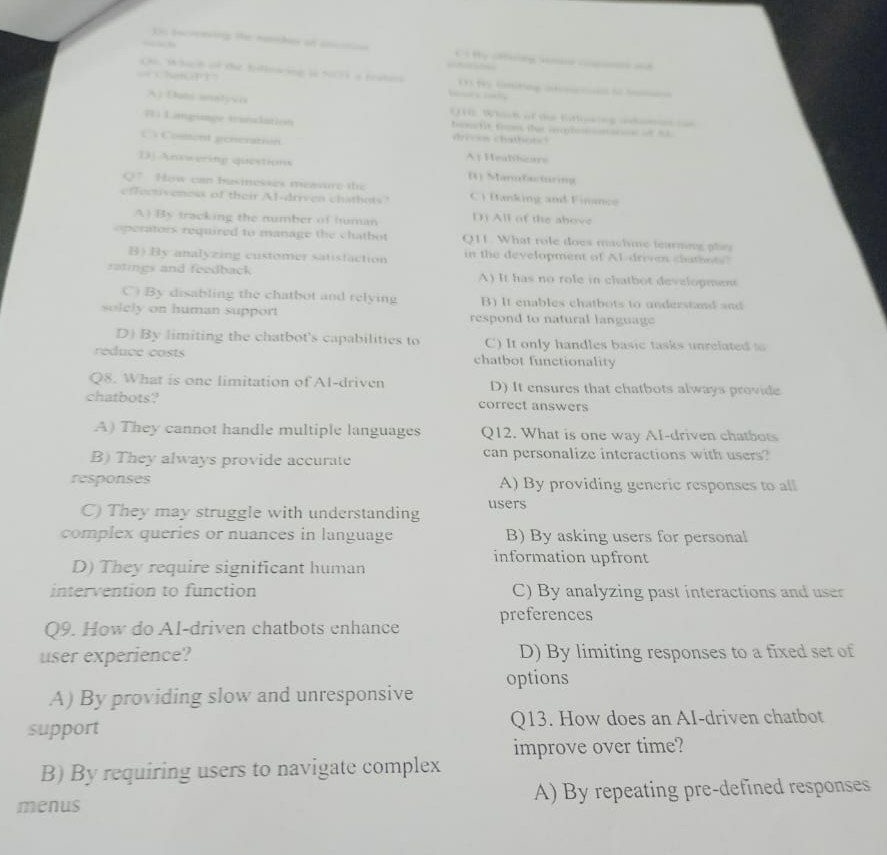 D) Increasing the number of attention
Q6. Which of the following is NOT a feature
of ChatGPT?
A) Data analysis
B) Language translation
C) Content generation
D) Answering questions
Q7. How can businesses measure the
effectiveness of their AI-driven chatbots?
A) By tracking the number of human
operators required to manage the chatbot
B) By analyzing customer satisfaction
ratings and feedback
C) By disabling the chatbot and relying
solely on human support
D) By limiting the chatbot's capabilities to
reduce costs
Q8. What is one limitation of AI-driven
chatbots?
A) They cannot handle multiple languages
B) They always provide accurate
responses
C) They may struggle with understanding
complex queries or nuances in language
D) They require significant human
intervention to function
Q9. How do AI-driven chatbots enhance
user experience?
A) By providing slow and unresponsive
support
B) By requiring users to navigate complex
menus
C) By offering responses and
D) By limiting interactions to business
hours only
Q10. Which of the following industries can
benefit from the implementation of AI-
driven chatbots?
A) Healthcare
B) Manufacturing
C) Banking and Finance
D) All of the above
Q11. What role does machine learning play
in the development of AI-driven chatbots?
A) It has no role in chatbot development
B) It enables chatbots to understand and
respond to natural language
C) It only handles basic tasks unrelated to
chatbot functionality
D) It ensures that chatbots always provide
correct answers
Q12. What is one way AI-driven chatbots
can personalize interactions with users?
A) By providing generic responses to all
users
B) By asking users for personal
information upfront
C) By analyzing past interactions and user
preferences
D) By limiting responses to a fixed set of
options
Q13. How does an AI-driven chatbot
improve over time?
A) By repeating pre-defined responses